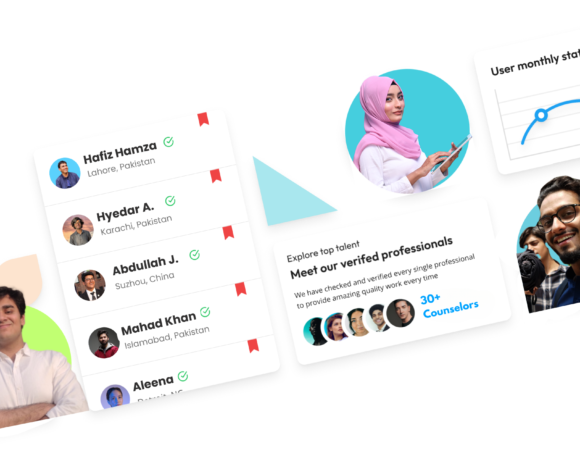 Hafiz Hamza
Lahore, Pakistan
Hyedar A.
Karachi, Pakistan
Abdullah J.
Suzhou, China
Mahad Khan
Islamabad, Pakistan
Aleena
User monthly
Explore top talent
Meet our verifed professionals
We have checked and verified every single professional
to provide amazing quality work every time
30+
Counselors